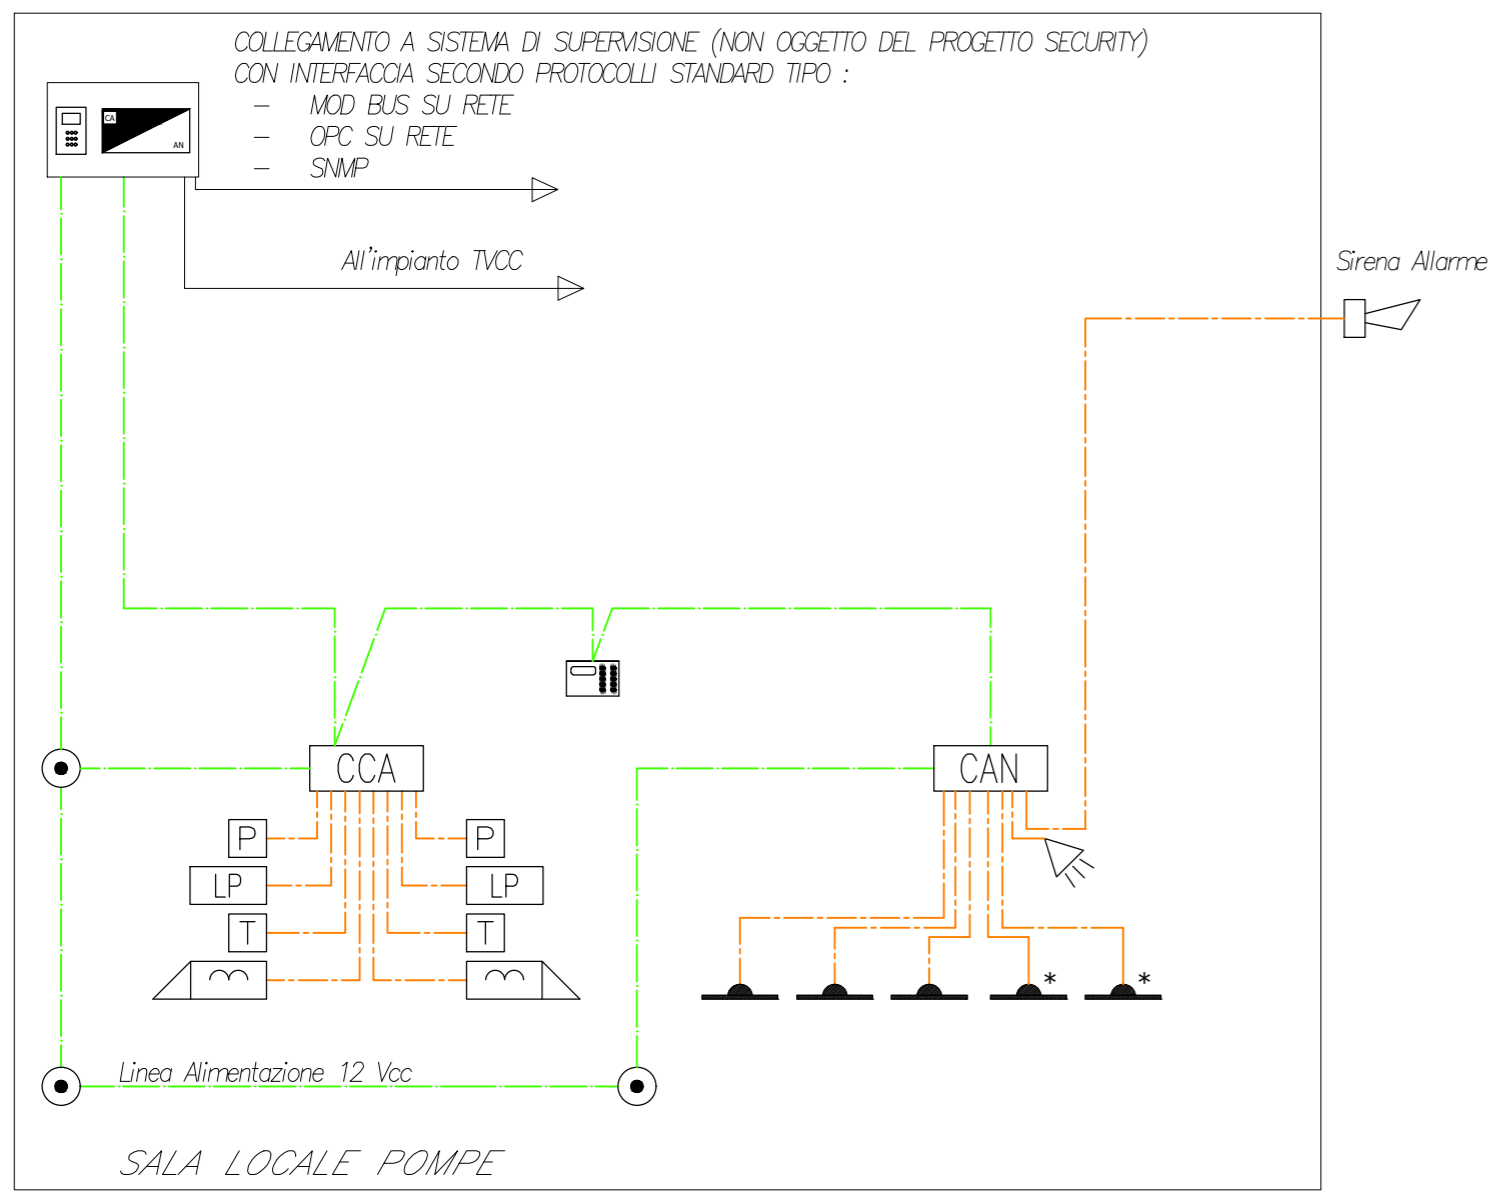 COLLEGAMENTO A SISTEMA DI SUPERVISIONE (NON OGGETTO DEL PROGETTO SECURITY)
CON INTERFACCIA SECONDO PROTOCOLLI STANDARD TIPO :
- MOD BUS SU RETE
- OPC SU RETE
- SNMP
CA
AN
All'impianto TVCC
Sirena Allarme
CCA
CAN
P
P
LP
LP
T
T
*
*
Linea Alimentazione 12 Vcc
SALA LOCALE POMPE